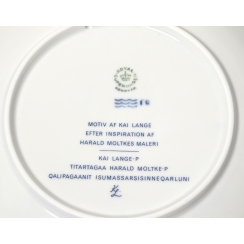 MOTIV AF KAI LANGE
EFTER INSPIRATION AF
HARALD MOLTKES MALERI
KAI LANGE·P
TITARTAGAA HARALD MOLTKE·P
QALIPAGAANIT ISUMASSARSISINNEQARLUNI